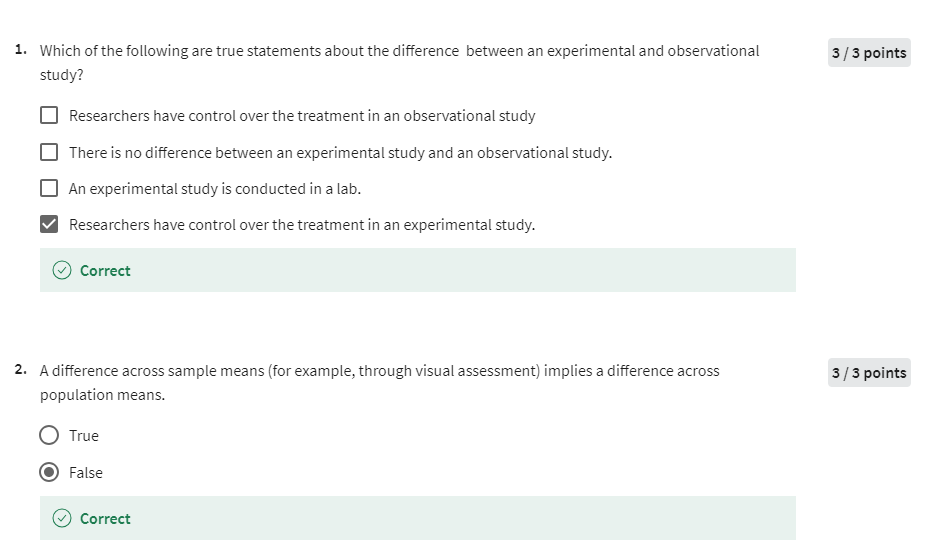 1. Which of the following are true statements about the difference between an experimental and observational
3 / 3 points
study?
Researchers have control over the treatment in an observational study
There is no difference between an experimental study and an observational study.
An experimental study is conducted in a lab.
Researchers have control over the treatment in an experimental study.
Correct
2. A difference across sample means (for example, through visual assessment) implies a difference across
3 / 3 points
population means.
True
False
Correct